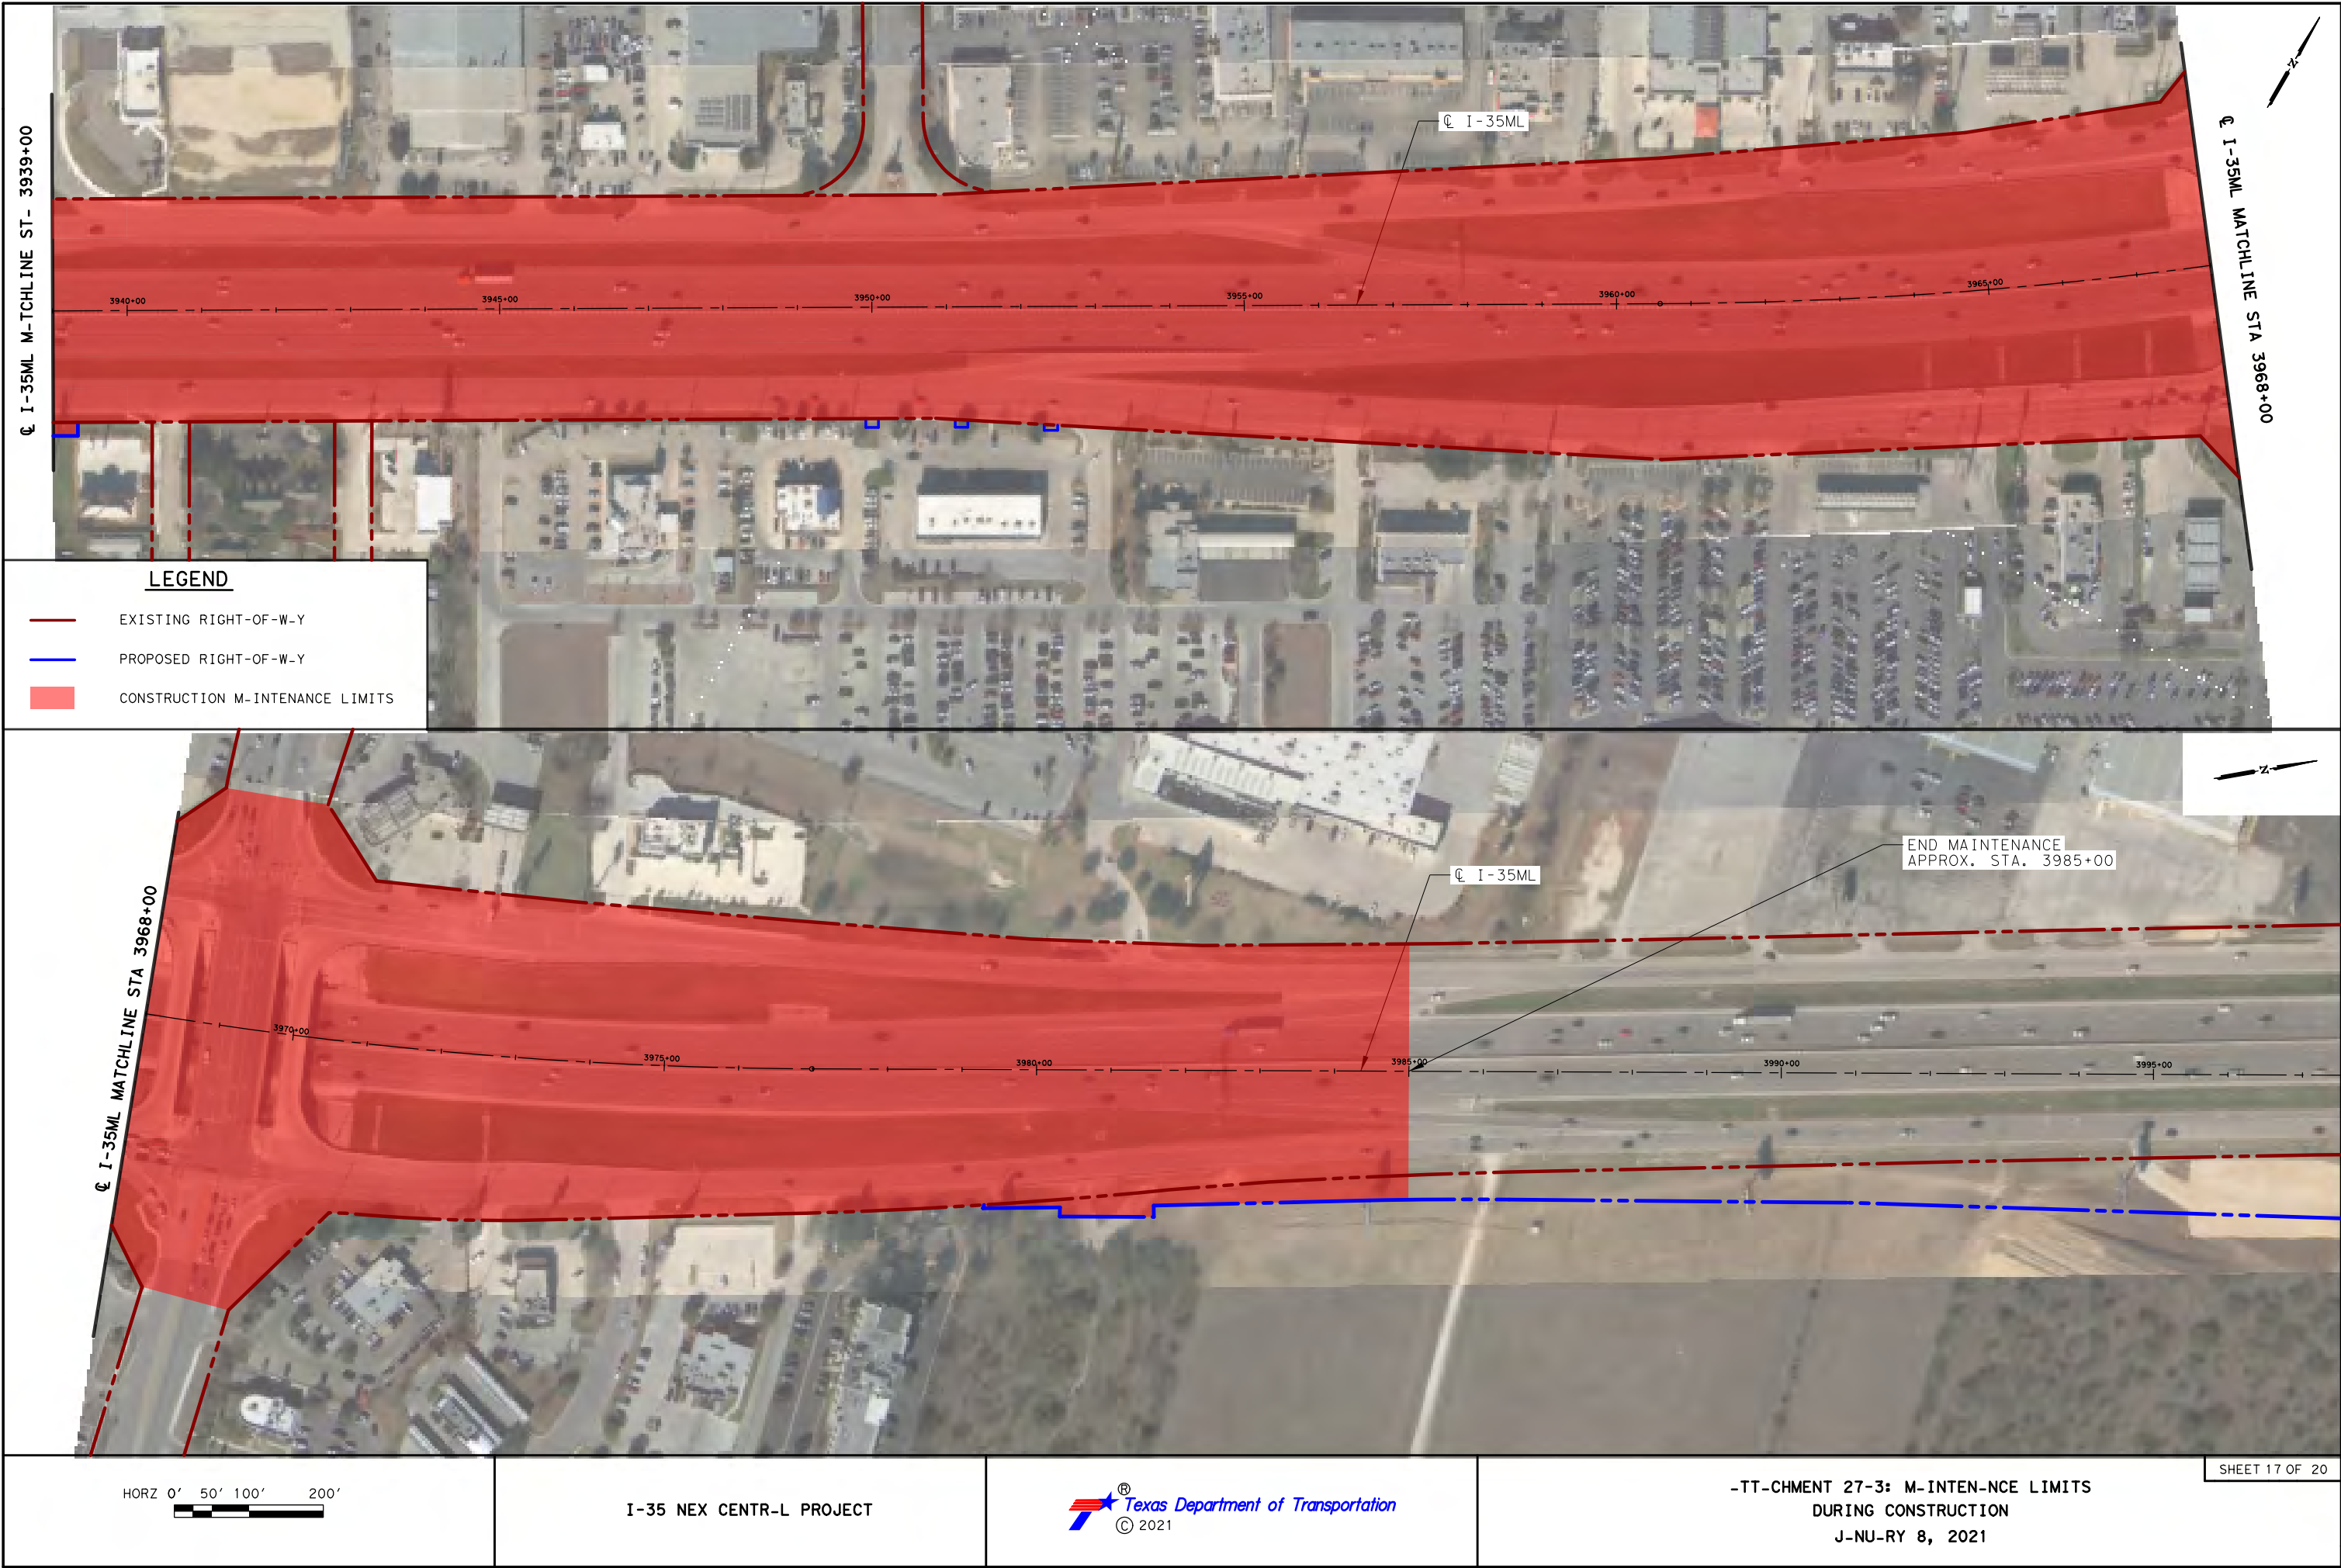 ℄ I-35ML M-TCHLINE ST- 3939+00
℄ I-35ML
N
3940+00
3945+00
3950+00
3955+00
3960+00
3965+00
℄ I-35ML MATCHLINE STA 3968+00
LEGEND
EXISTING RIGHT-OF-W-Y
PROPOSED RIGHT-OF-W-Y
CONSTRUCTION M-INTENANCE LIMITS
N
END MAINTENANCE
APPROX. STA. 3985+00
℄ I-35ML
℄ I-35ML MATCHLINE STA 3968+00
3970+00
3975+00
3980+00
3985+00
3990+00
3995+00
HORZ 0' 50' 100' 200'
I-35 NEX CENTR-L PROJECT
®
Texas Department of Transportation
© 2021
SHEET 17 OF 20
-TT-CHMENT 27-3: M-INTEN-NCE LIMITS
DURING CONSTRUCTION
J-NU-RY 8, 2021